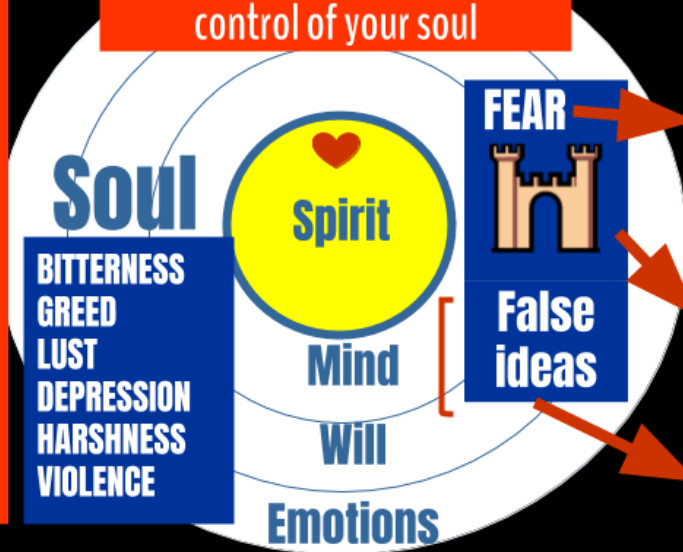 control of your soul
FEAR
Soul
Spirit
BITTERNESS
GREED
LUST
DEPRESSION
HARSHNESS
VIOLENCE
False
ideas
Mind
Will
Emotions